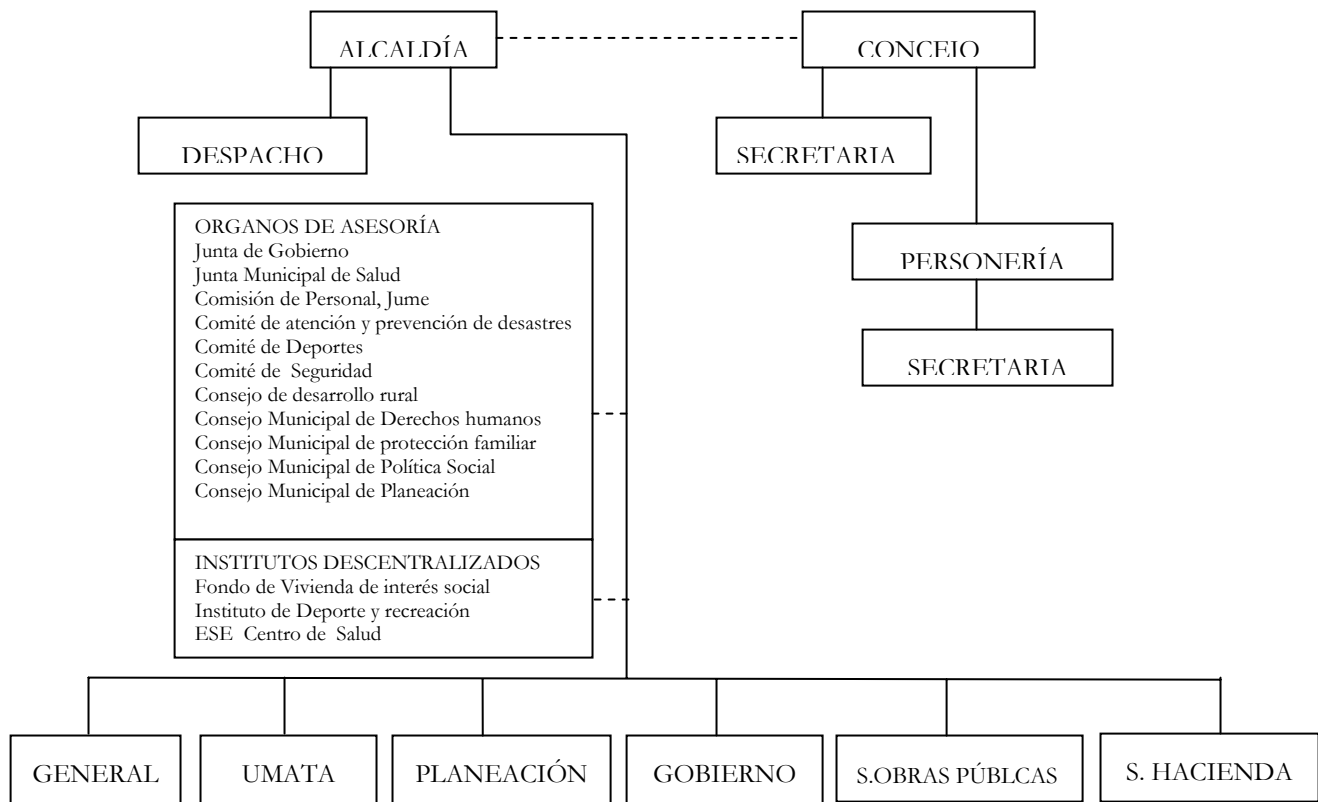 ALCALDÍA
CONCEJO
DESPACHO
SECRETARIA
ORGANOS DE ASESORÍA
Junta de Gobierno
Junta Municipal de Salud
Comisión de Personal, Jume
Comité de atención y prevención de desastres
Comité de Deportes
Comité de  Seguridad
Consejo de desarrollo rural
Consejo Municipal de Derechos humanos
Consejo Municipal de protección familiar
Consejo Municipal de Política Social
Consejo Municipal de Planeación
PERSONERÍA
SECRETARIA
INSTITUTOS DESCENTRALIZADOS
Fondo de Vivienda de interés social
Instituto de Deporte y recreación
ESE  Centro de  Salud
GENERAL
UMATA
PLANEACIÓN
GOBIERNO
S.OBRAS PÚBLCAS
S. HACIENDA